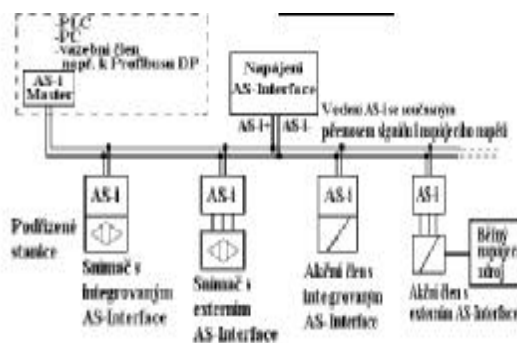 -PLC
-PC
-vazební člen
např. k Profibusu DP
AS-i
Master
Napájení
AS-Interface
AS-i+ AS-i-
Vedení AS-i se současným
přenosem signálu i napájecího napětí
AS-i
AS-i
AS-i
AS-i
Podřízené
stanice
Snímač s
integrovaným
AS-Interface
Snímač s
externím
AS-Interface
Akční člen s
integrovaným
AS- Interface
Akční člen s
externím AS-Interface
Běžný
napájecí
zdroj